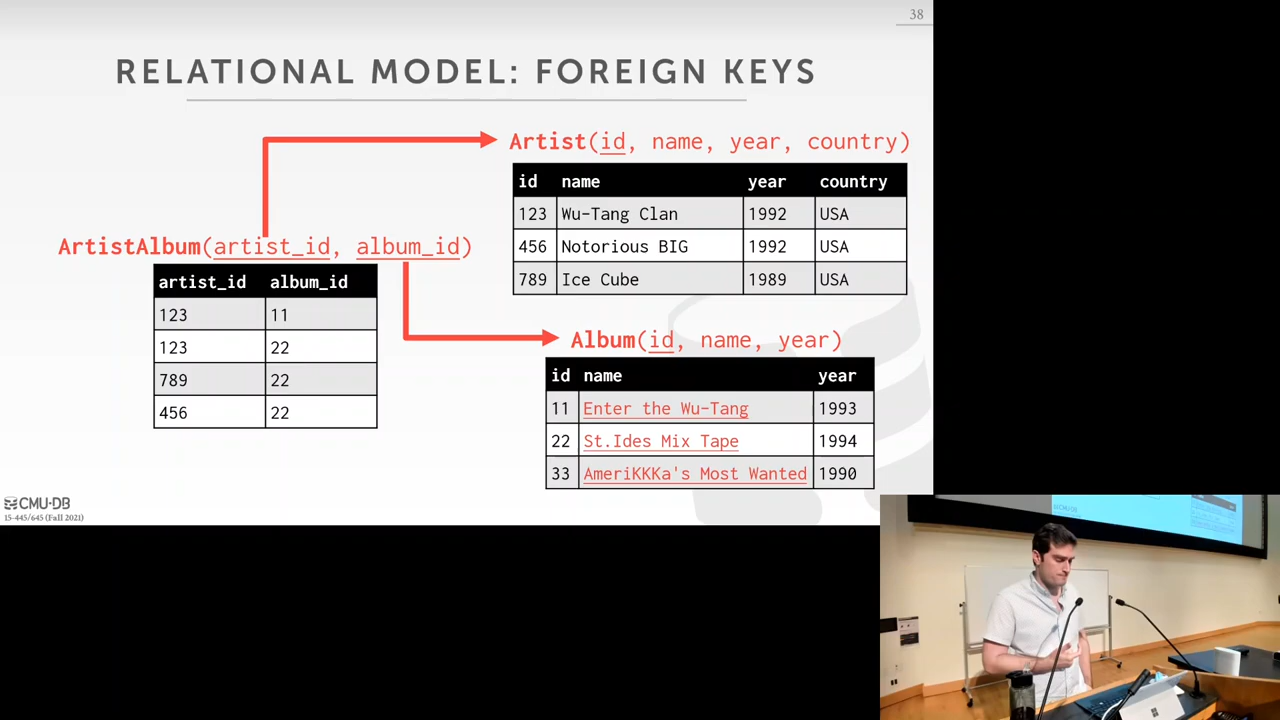 38
RELATIONAL MODEL: FOREIGN KEYS
Artist(id, name, year, country)
id name year country
123 Wu-Tang Clan 1992 USA
456 Notorious BIG 1992 USA
789 Ice Cube 1989 USA
ArtistAlbum(artist_id, album_id)
artist_id album_id
123 11
123 22
789 22
456 22
Album(id, name, year)
id name year
11 Enter the Wu-Tang 1993
22 St.Ides Mix Tape 1994
33 AmeriKKKa's Most Wanted 1990
CMU·DB
15-445/645 (Fall 2021)